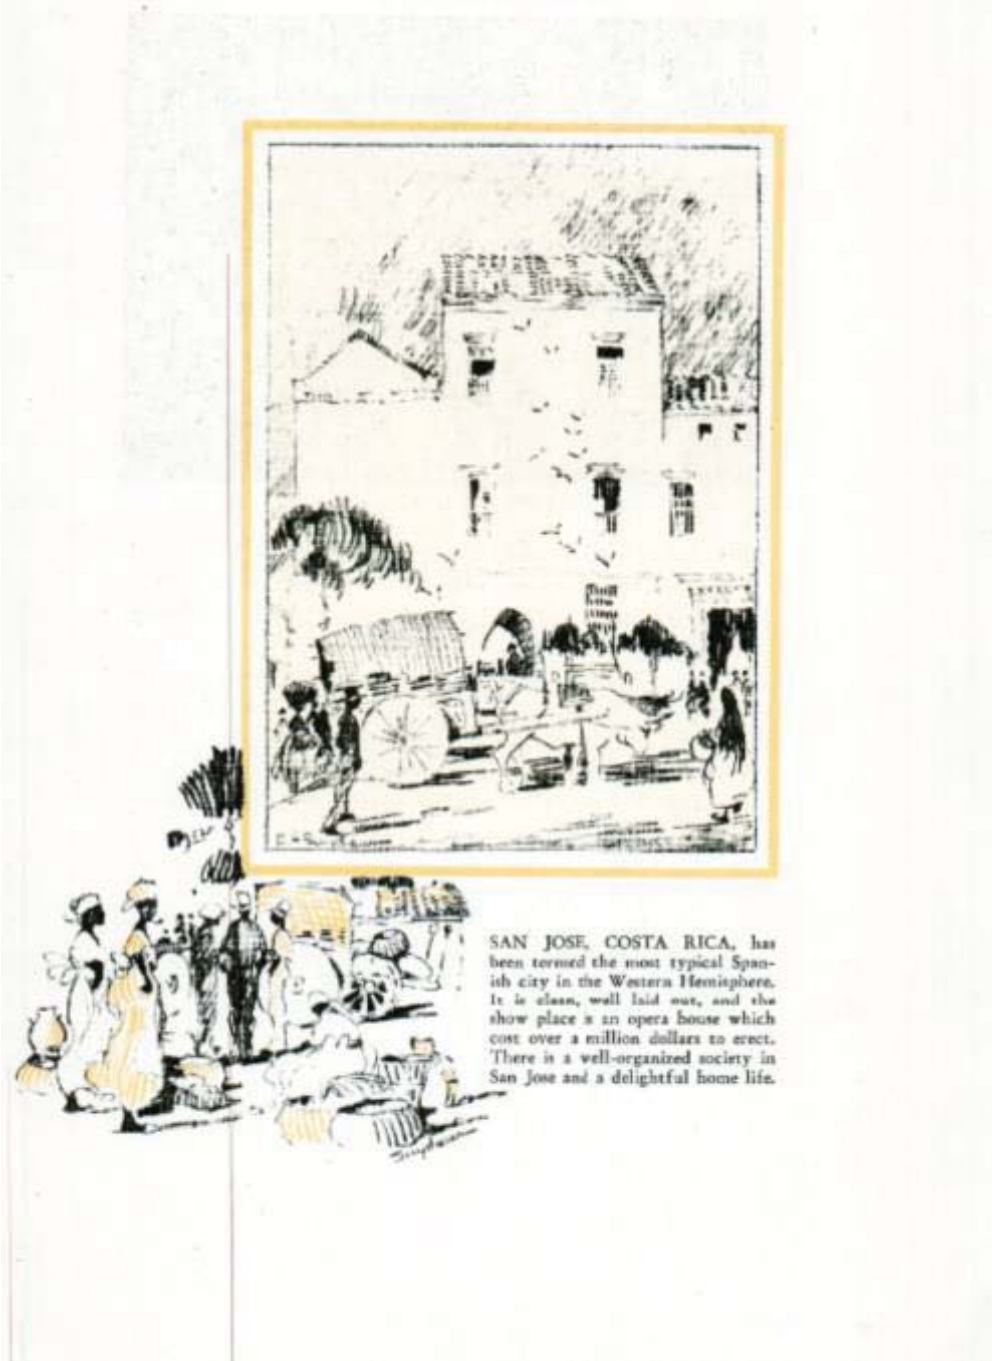 SAN JOSE, COSTA RICA, has
been termed the most typical Span-
ish city in the Western Hemisphere.
It is clean, well laid out, and the
show place is an opera house which
cost over a million dollars to erect.
There is a well-organized society in
San Jose and a delightful home life.